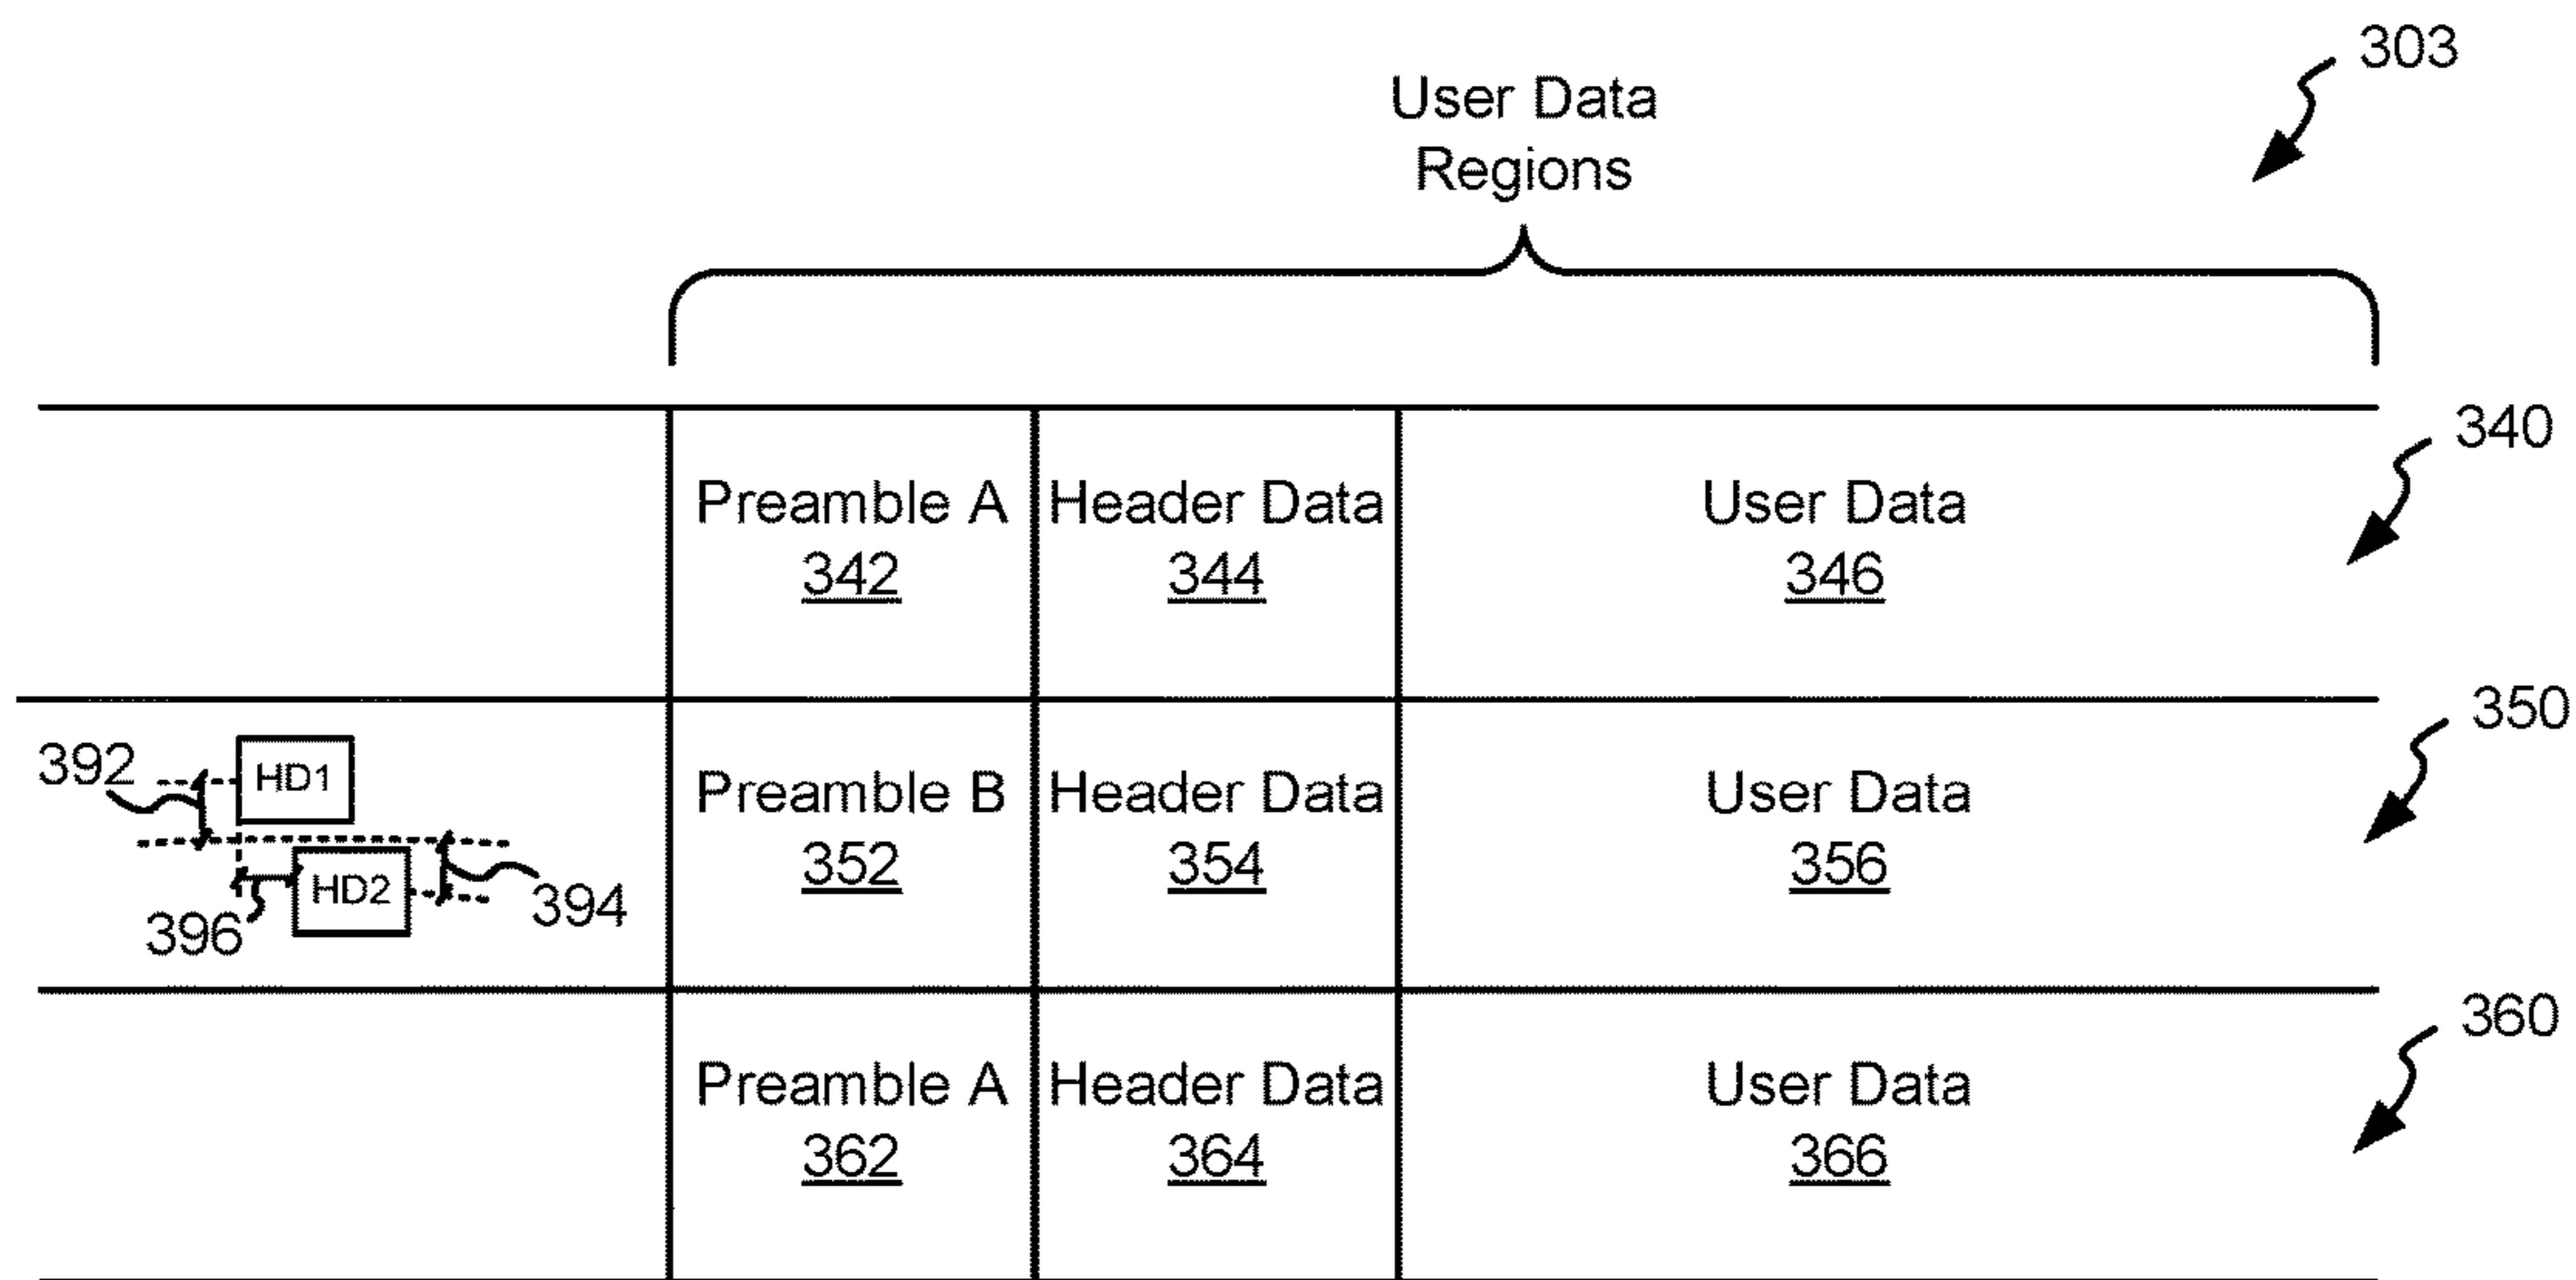 303
User Data
Regions
340
Preamble A Header Data User Data
342 344 346
350
392 HD1
Preamble B Header Data User Data
352 354 356
HD2 394
396
360
Preamble A Header Data User Data
362 364 366